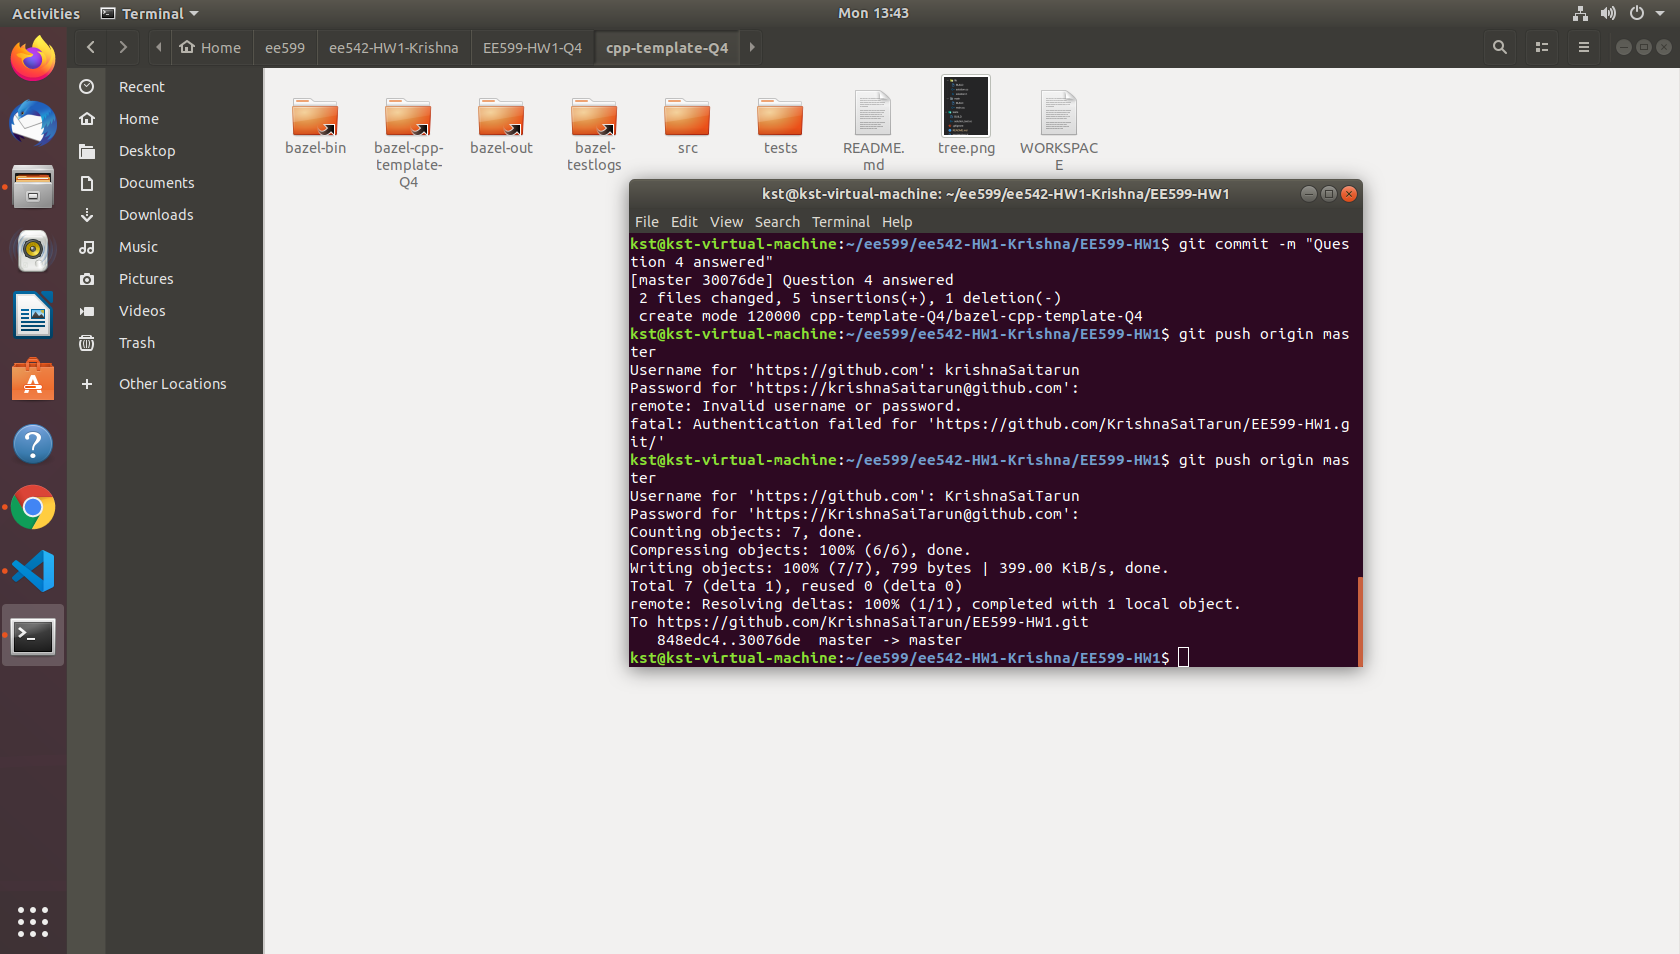 Activities Terminal Mon 13:43
Home ee599 ee542-HW1-Krishna EE599-HW1-Q4 cpp-template-Q4
Recent
Home
Desktop
Documents
Downloads
Music
Pictures
Videos
Trash
Other Locations
bazel-bin
bazel-cpp-
template-
Q4
bazel-out
bazel-
testlogs
src
tests
README.
md
tree.png
WORKSPAC
E
kst@kst-virtual-machine: ~/ee599/ee542-HW1-Krishna/EE599-HW1
File Edit View Search Terminal Help
kst@kst-virtual-machine:~/ee599/ee542-HW1-Krishna/EE599-HW1$ git commit -m "Ques
tion 4 answered"
[master 30076de] Question 4 answered
 2 files changed, 5 insertions(+), 1 deletion(-)
 create mode 120000 cpp-template-Q4/bazel-cpp-template-Q4
kst@kst-virtual-machine:~/ee599/ee542-HW1-Krishna/EE599-HW1$ git push origin mas
ter
Username for 'https://github.com': krishnaSaitarun
Password for 'https://krishnaSaitarun@github.com':
remote: Invalid username or password.
fatal: Authentication failed for 'https://github.com/KrishnaSaiTarun/EE599-HW1.g
it/'
kst@kst-virtual-machine:~/ee599/ee542-HW1-Krishna/EE599-HW1$ git push origin mas
ter
Username for 'https://github.com': KrishnaSaiTarun
Password for 'https://KrishnaSaiTarun@github.com':
Counting objects: 7, done.
Compressing objects: 100% (6/6), done.
Writing objects: 100% (7/7), 799 bytes | 399.00 KiB/s, done.
Total 7 (delta 1), reused 0 (delta 0)
remote: Resolving deltas: 100% (1/1), completed with 1 local object.
To https://github.com/KrishnaSaiTarun/EE599-HW1.git
   848edc4..30076de  master -> master
kst@kst-virtual-machine:~/ee599/ee542-HW1-Krishna/EE599-HW1$